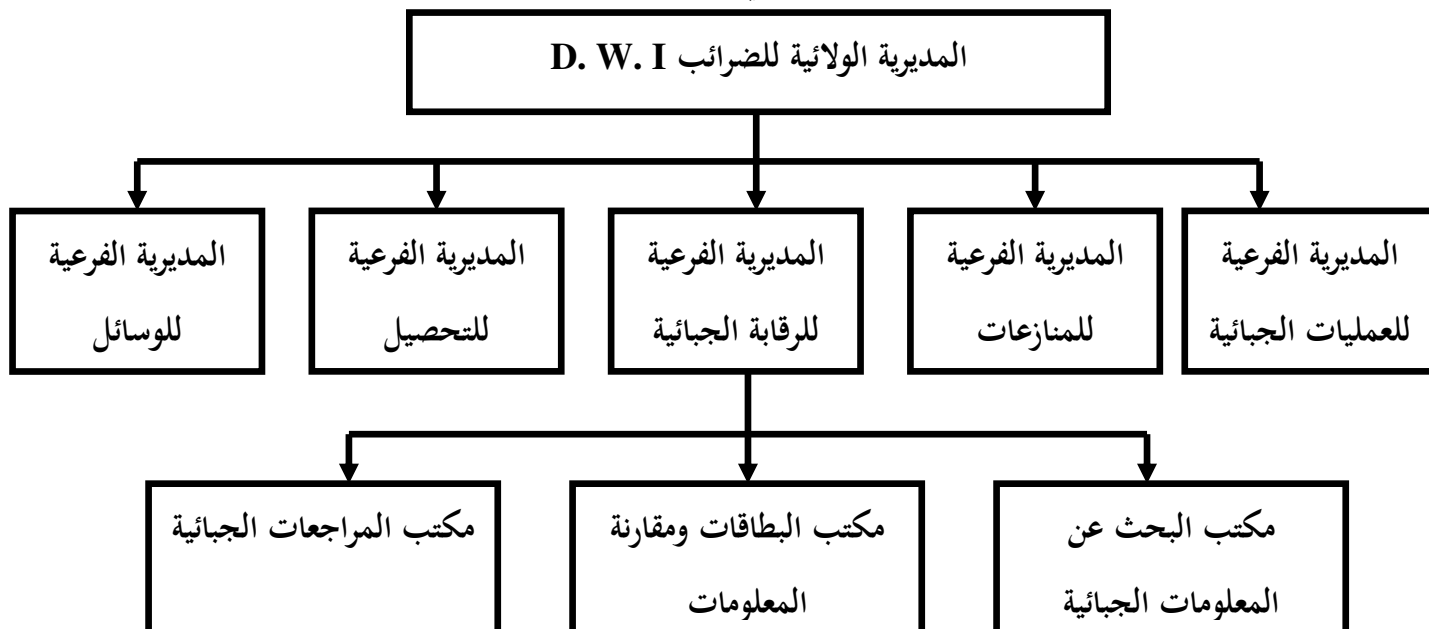 المديرية الولائية للضرائب D. W. I
المديرية الفرعية
للعمليات الجبائية
المديرية الفرعية
للمنازعات
المديرية الفرعية
للرقابة الجبائية
المديرية الفرعية
للتحصيل
المديرية الفرعية
للوسائل
مكتب البحث عن
المعلومات الجبائية
مكتب البطاقات ومقارنة
المعلومات
مكتب المراجعات الجبائية